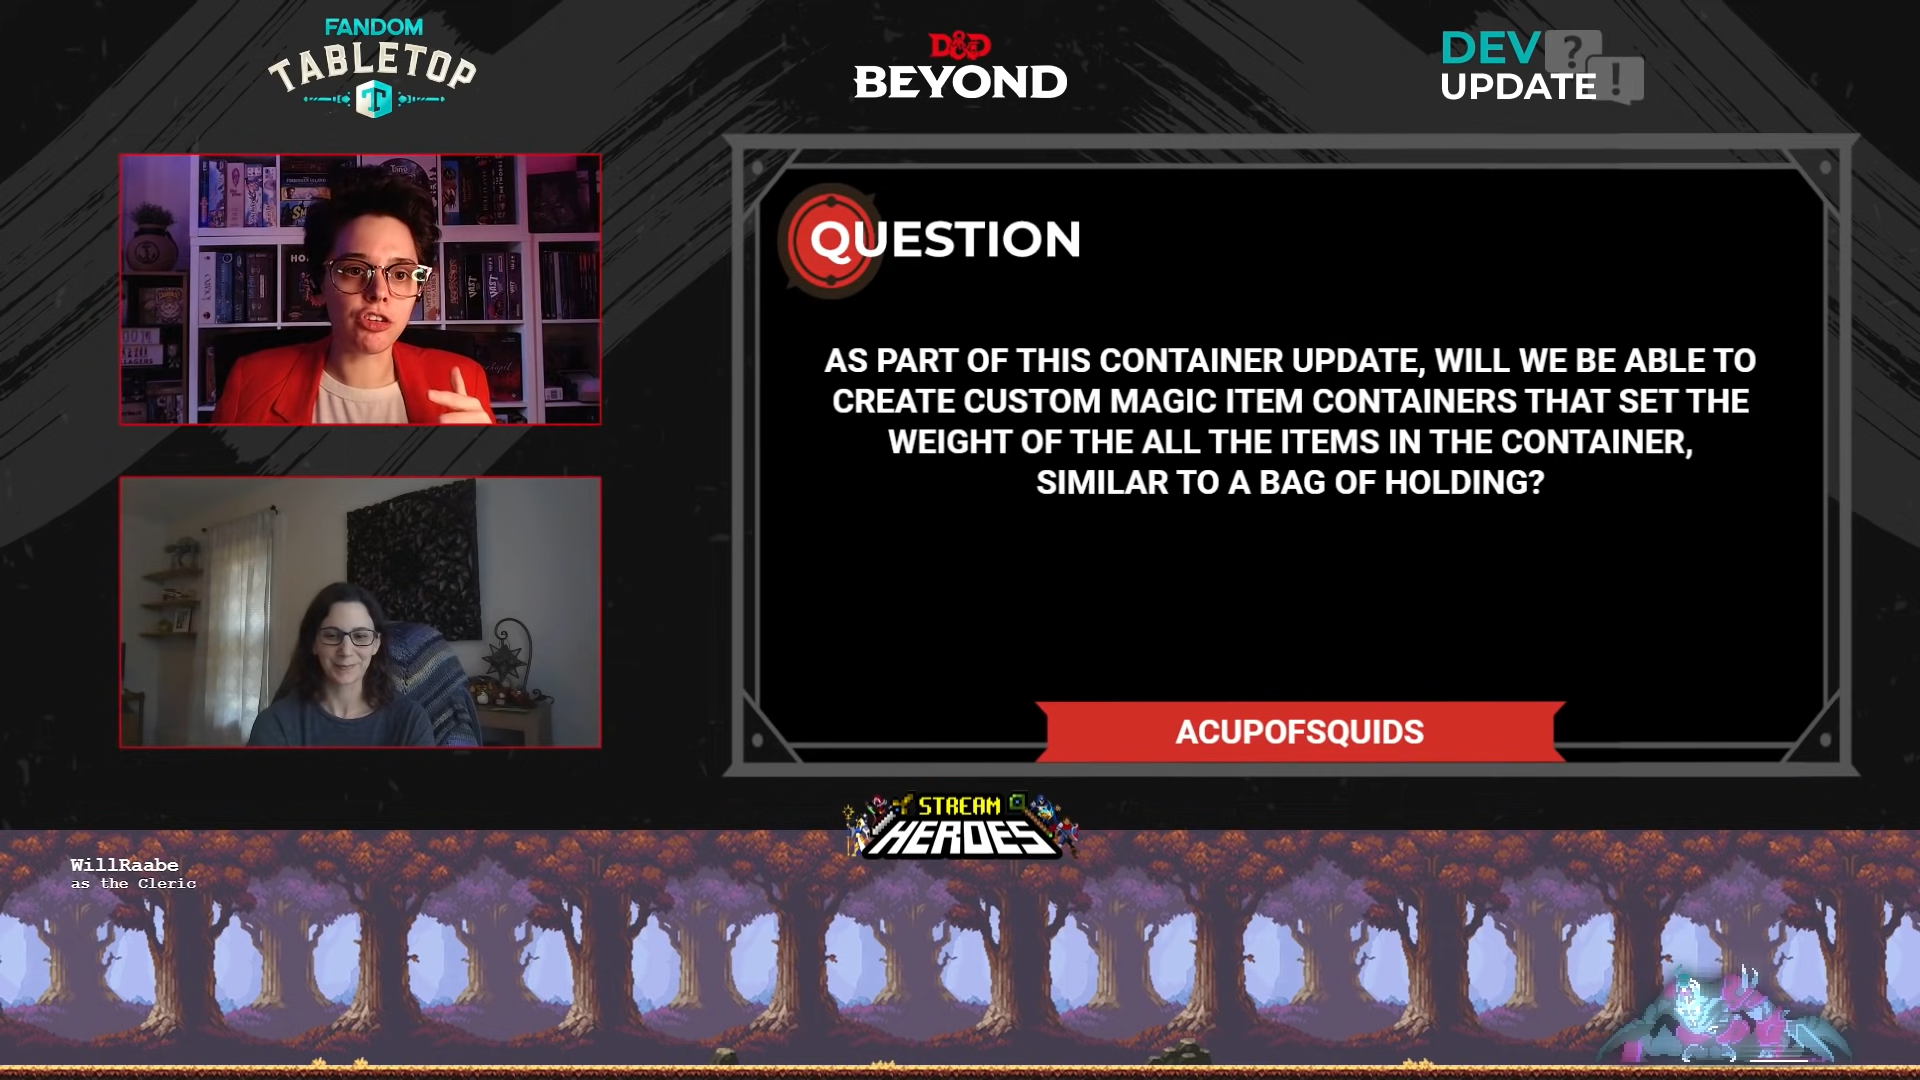 FANDOM
TABLETOP
T
D&D
BEYOND
DEV ?
UPDATE !
QUESTION
AS PART OF THIS CONTAINER UPDATE, WILL WE BE ABLE TO
CREATE CUSTOM MAGIC ITEM CONTAINERS THAT SET THE
WEIGHT OF THE ALL THE ITEMS IN THE CONTAINER,
SIMILAR TO A BAG OF HOLDING?
ACUPOFSQUIDS
VAST
VAST
STREAM
HEROES
WillRaabe
as the Cleric